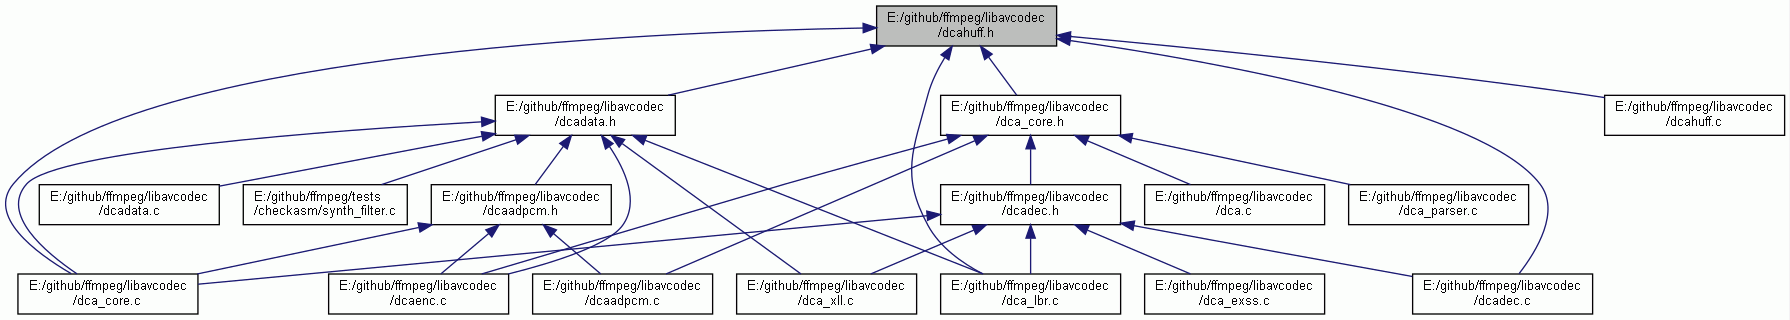 E:/github/ffmpeg/libavcodec
/dcahuff.h
E:/github/ffmpeg/libavcodec
/dcadata.h
E:/github/ffmpeg/libavcodec
/dca_core.h
E:/github/ffmpeg/libavcodec
/dcahuff.c
E:/github/ffmpeg/libavcodec
/dcadata.c
E:/github/ffmpeg/tests
/checkasm/synth_filter.c
E:/github/ffmpeg/libavcodec
/dcaadpcm.h
E:/github/ffmpeg/libavcodec
/dcadec.h
E:/github/ffmpeg/libavcodec
/dca.c
E:/github/ffmpeg/libavcodec
/dca_parser.c
E:/github/ffmpeg/libavcodec
/dca_core.c
E:/github/ffmpeg/libavcodec
/dcaenc.c
E:/github/ffmpeg/libavcodec
/dcaadpcm.c
E:/github/ffmpeg/libavcodec
/dca_xll.c
E:/github/ffmpeg/libavcodec
/dca_lbr.c
E:/github/ffmpeg/libavcodec
/dca_exss.c
E:/github/ffmpeg/libavcodec
/dcadec.c